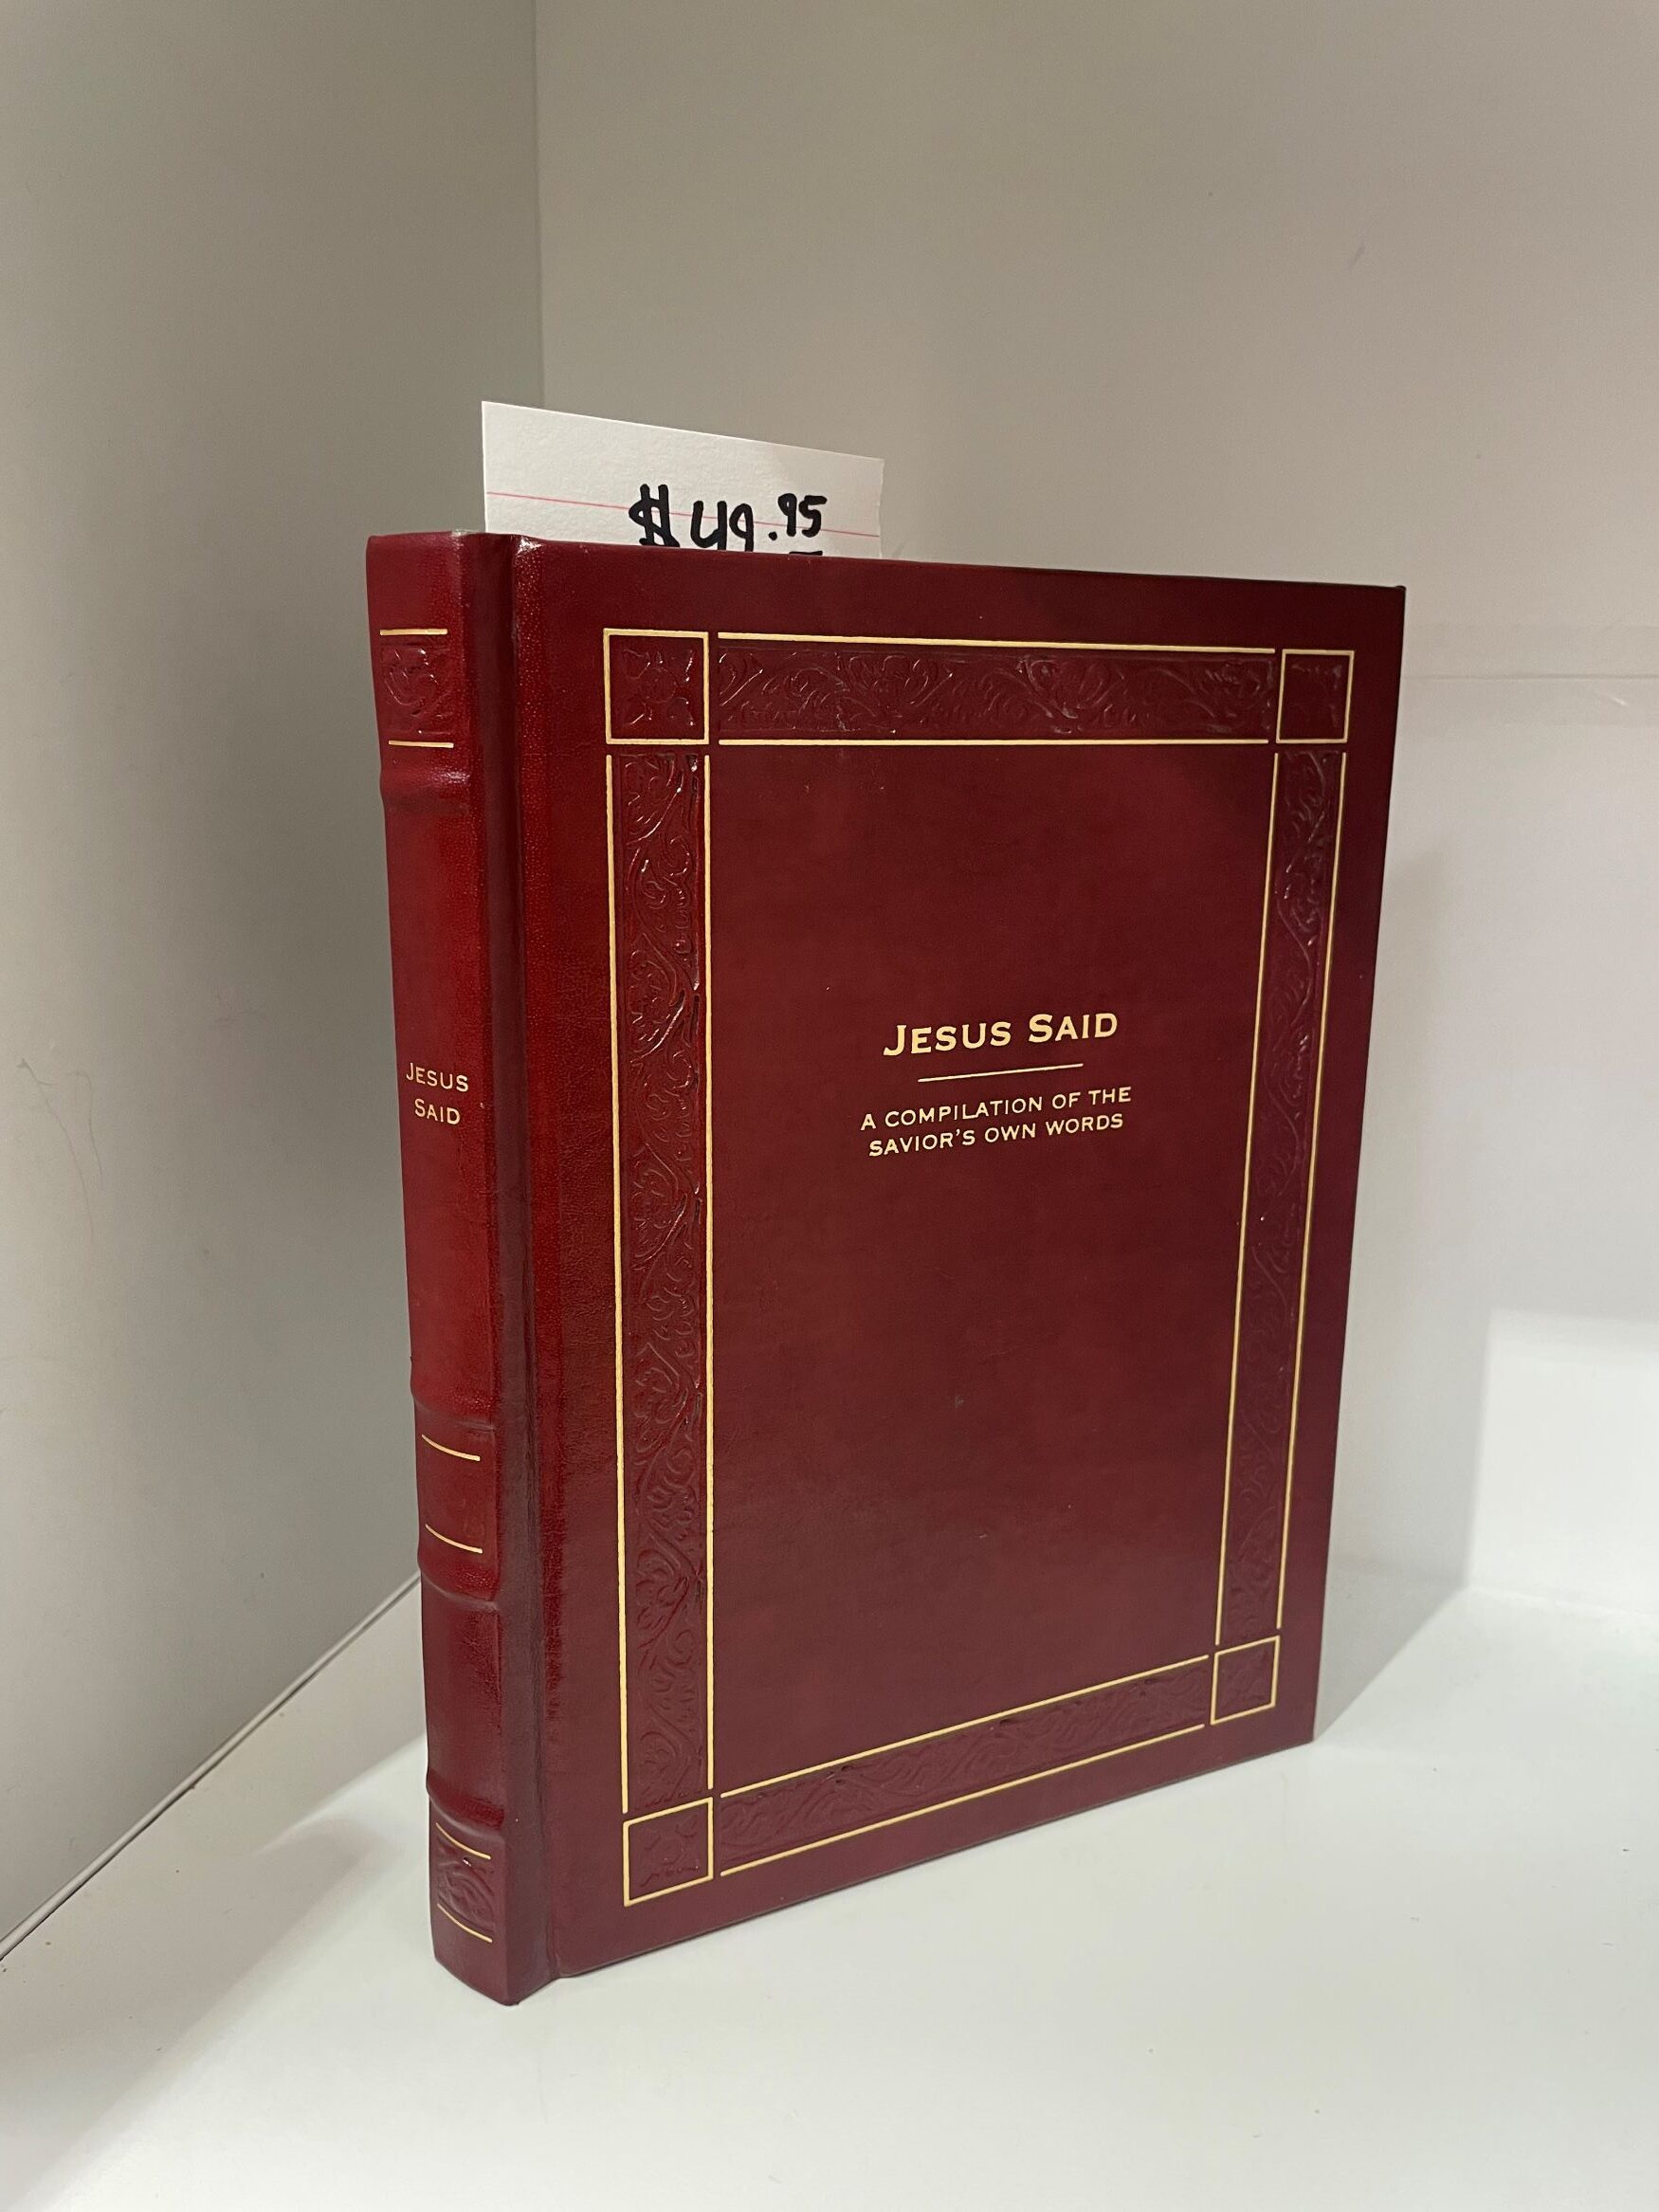 $49.95
JESUS SAID
A COMPILATION OF THE
SAVIOR'S OWN WORDS
JESUS
SAID